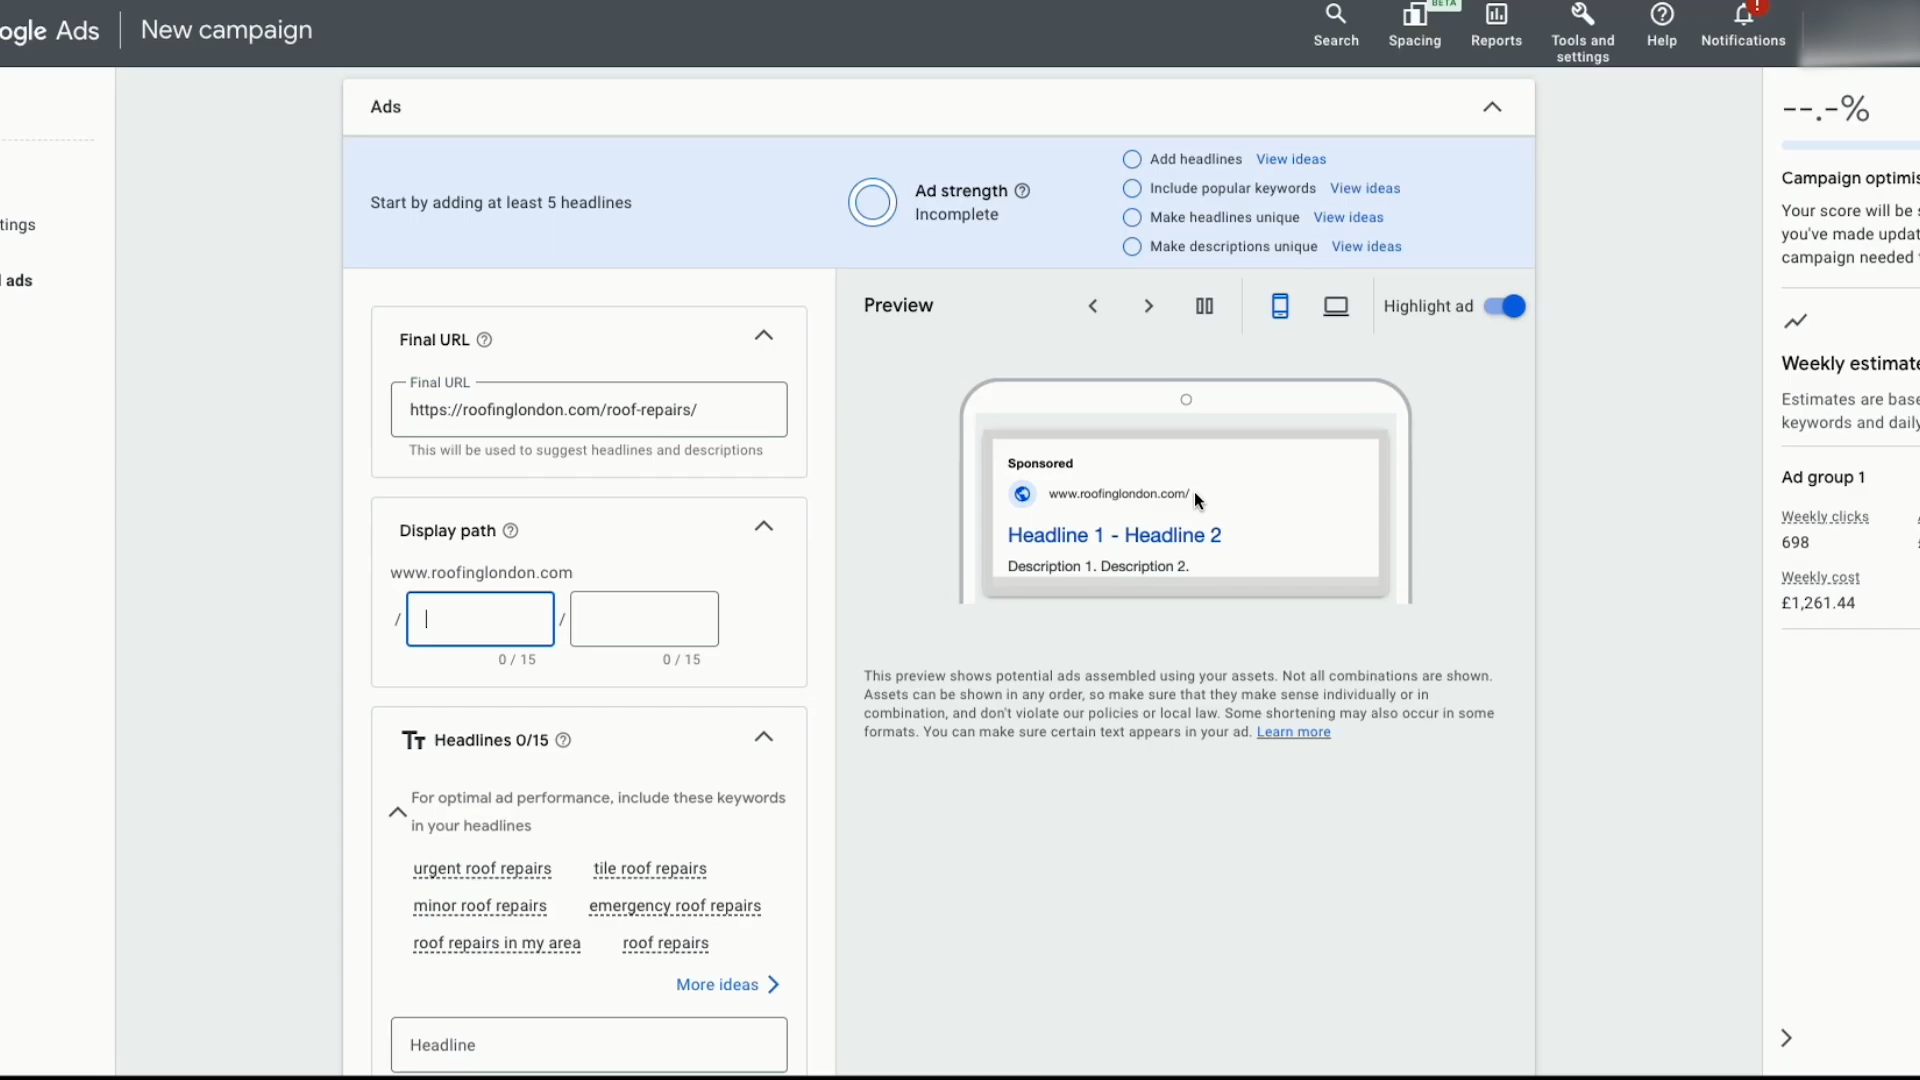 ogle Ads
New campaign
Search
BETA
Spacing
Reports
Tools and
settings
Help
!
Notifications
tings
ads
Ads
Start by adding at least 5 headlines
Ad strength
Incomplete
Add headlines View ideas
Include popular keywords View ideas
Make headlines unique View ideas
Make descriptions unique View ideas
Final URL
Final URL
https://roofinglondon.com/roof-repairs/
This will be used to suggest headlines and descriptions
Display path
www.roofinglondon.com
/ /
0 / 15 0 / 15
Tт Headlines 0/15
For optimal ad performance, include these keywords
in your headlines
urgent roof repairs tile roof repairs
minor roof repairs emergency roof repairs
roof repairs in my area roof repairs
More ideas
Headline
Preview
Highlight ad
Sponsored
www.roofinglondon.com/
Headline 1 - Headline 2
Description 1. Description 2.
This preview shows potential ads assembled using your assets. Not all combinations are shown.
Assets can be shown in any order, so make sure that they make sense individually or in
combination, and don't violate our policies or local law. Some shortening may also occur in some
formats. You can make sure certain text appears in your ad. Learn more
--.-%
Campaign optimis
Your score will be
you've made updat
campaign needed
Weekly estimate
Estimates are base
keywords and daily
Ad group 1
Weekly clicks
698
Weekly cost
£1,261.44